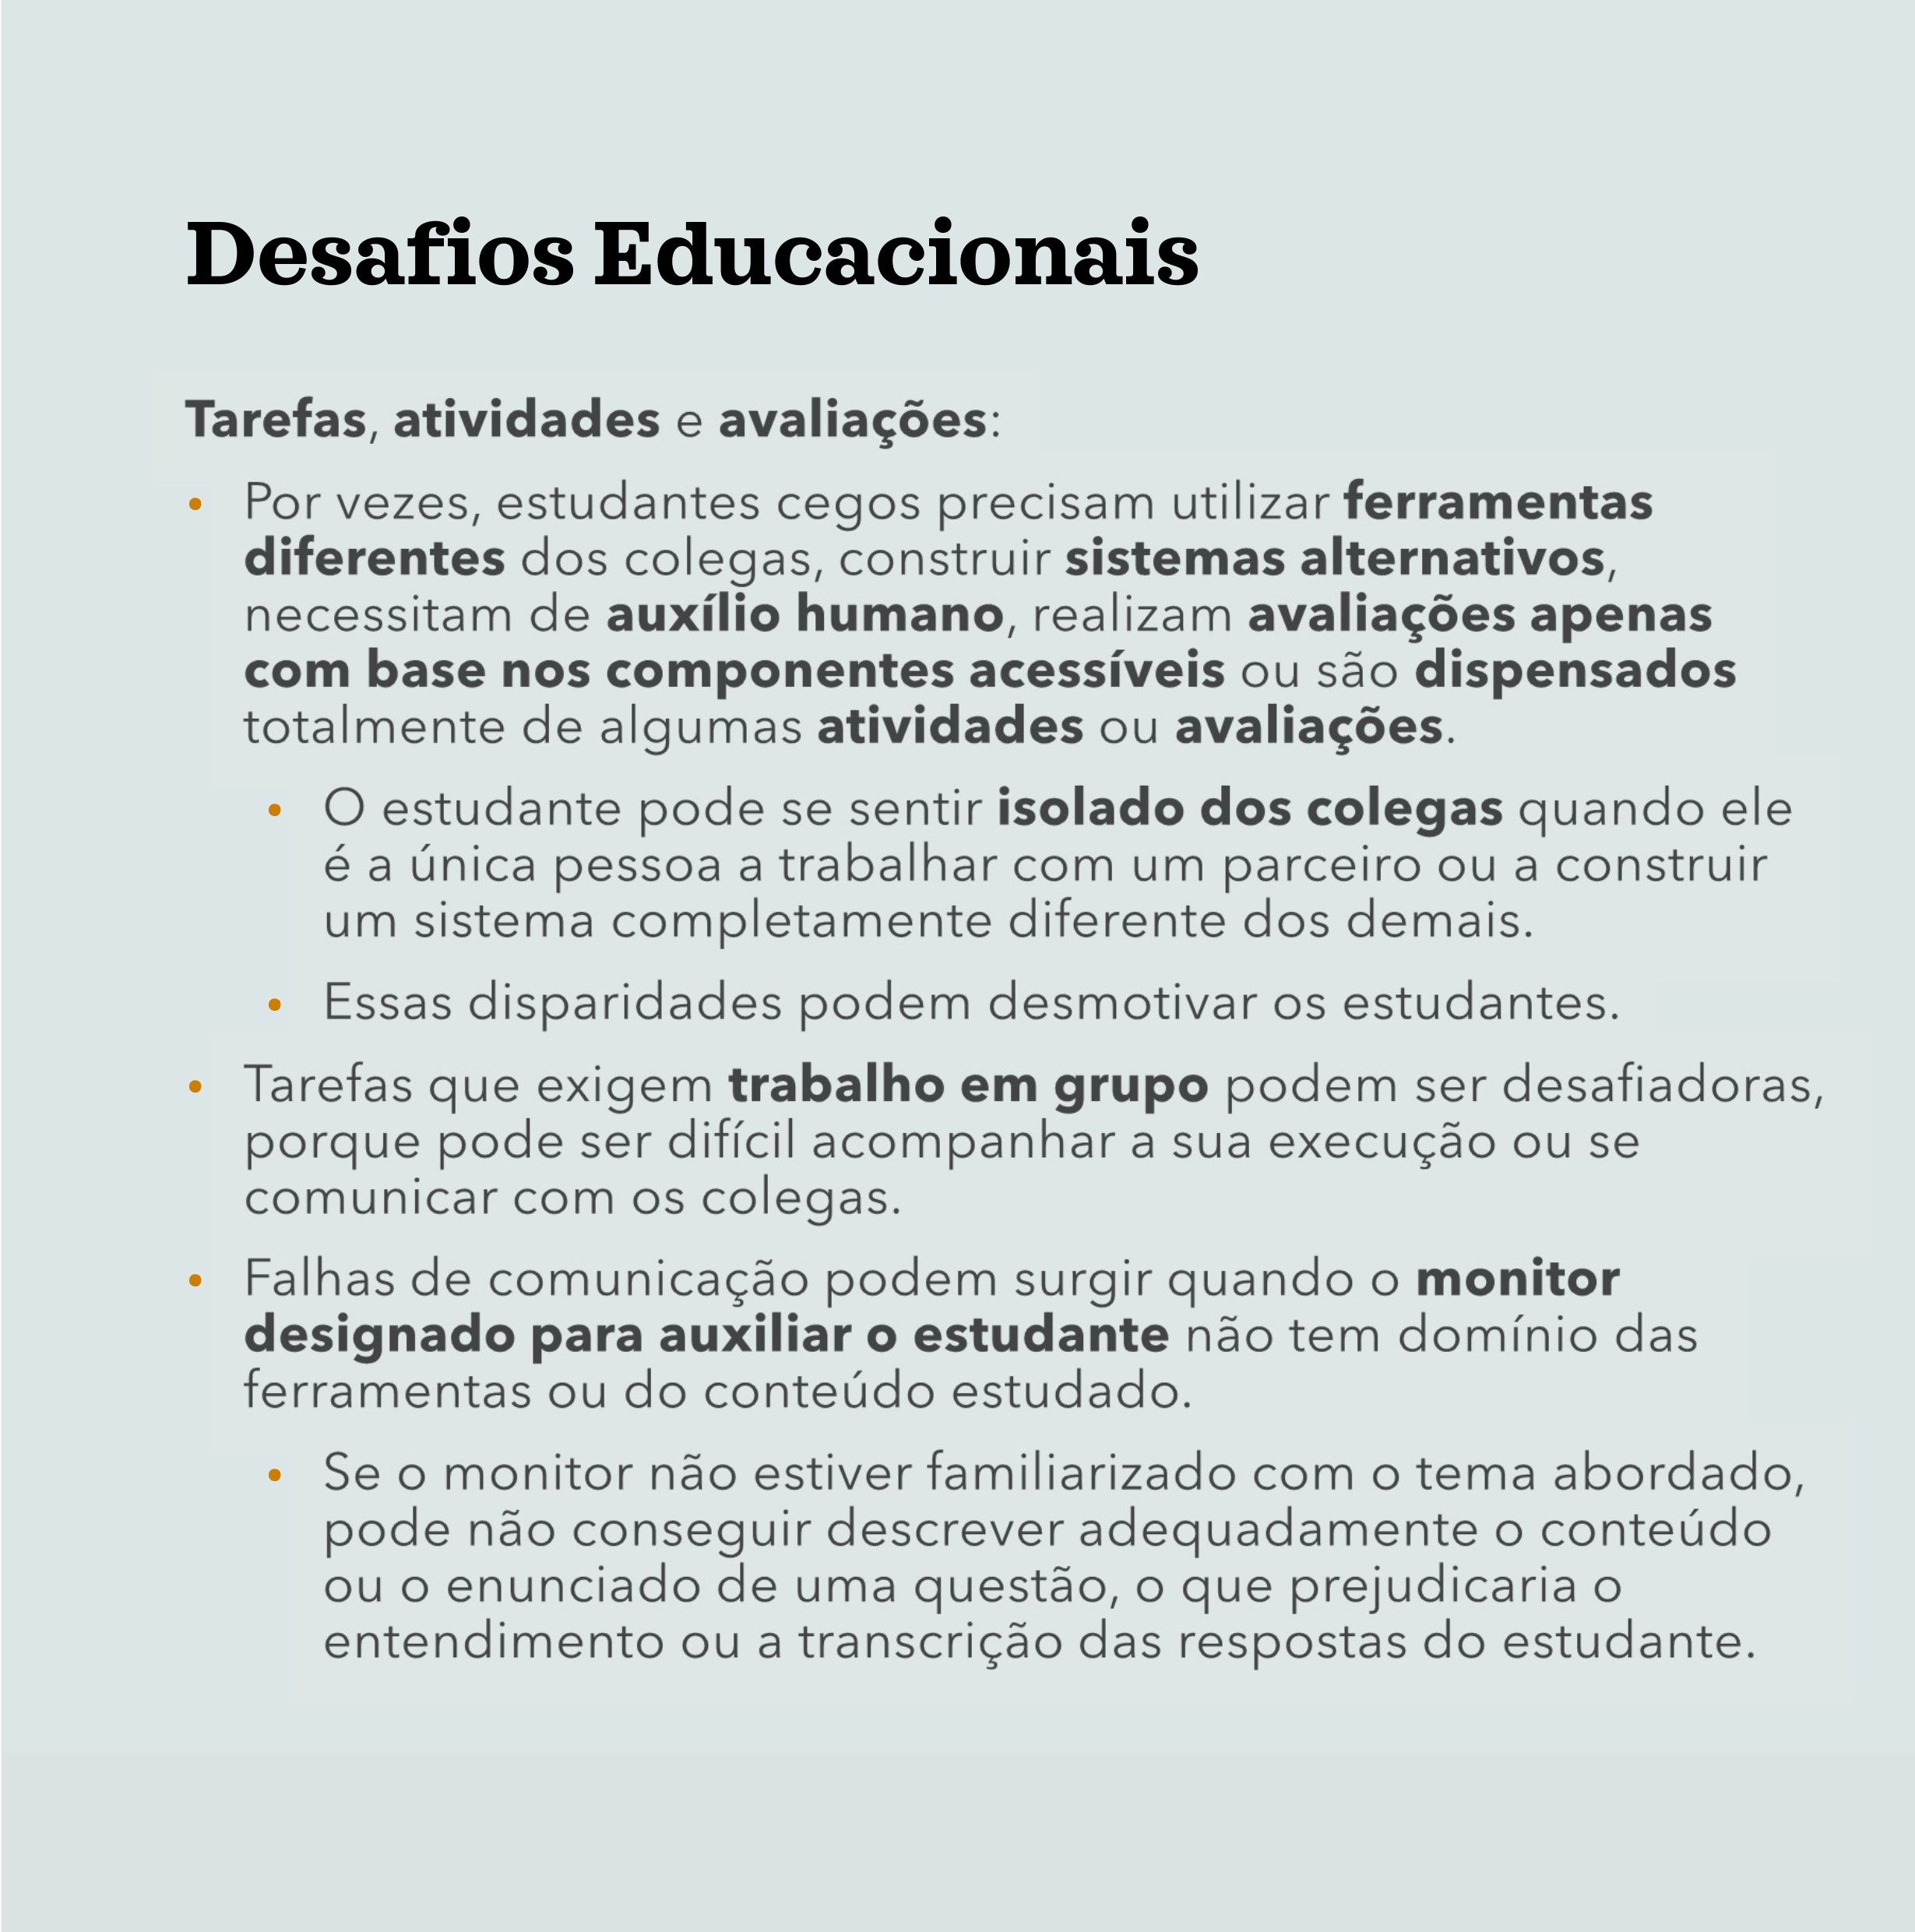 Desafios Educacionais
Tarefas, atividades e avaliações:
• Por vezes, estudantes cegos precisam utilizar ferramentas
diferentes dos colegas, construir sistemas alternativos,
necessitam de auxílio humano, realizam avaliações apenas
com base nos componentes acessíveis ou são dispensados
totalmente de algumas atividades ou avaliações.
• O estudante pode se sentir isolado dos colegas quando ele
é a única pessoa a trabalhar com um parceiro ou a construir
um sistema completamente diferente dos demais.
• Essas disparidades podem desmotivar os estudantes.
• Tarefas que exigem trabalho em grupo podem ser desafiadoras,
porque pode ser difícil acompanhar a sua execução ou se
comunicar com os colegas.
• Falhas de comunicação podem surgir quando o monitor
designado para auxiliar o estudante não tem domínio das
ferramentas ou do conteúdo estudado.
• Se o monitor não estiver familiarizado com o tema abordado,
pode não conseguir descrever adequadamente o conteúdo
ou o enunciado de uma questão, o que prejudicaria o
entendimento ou a transcrição das respostas do estudante.